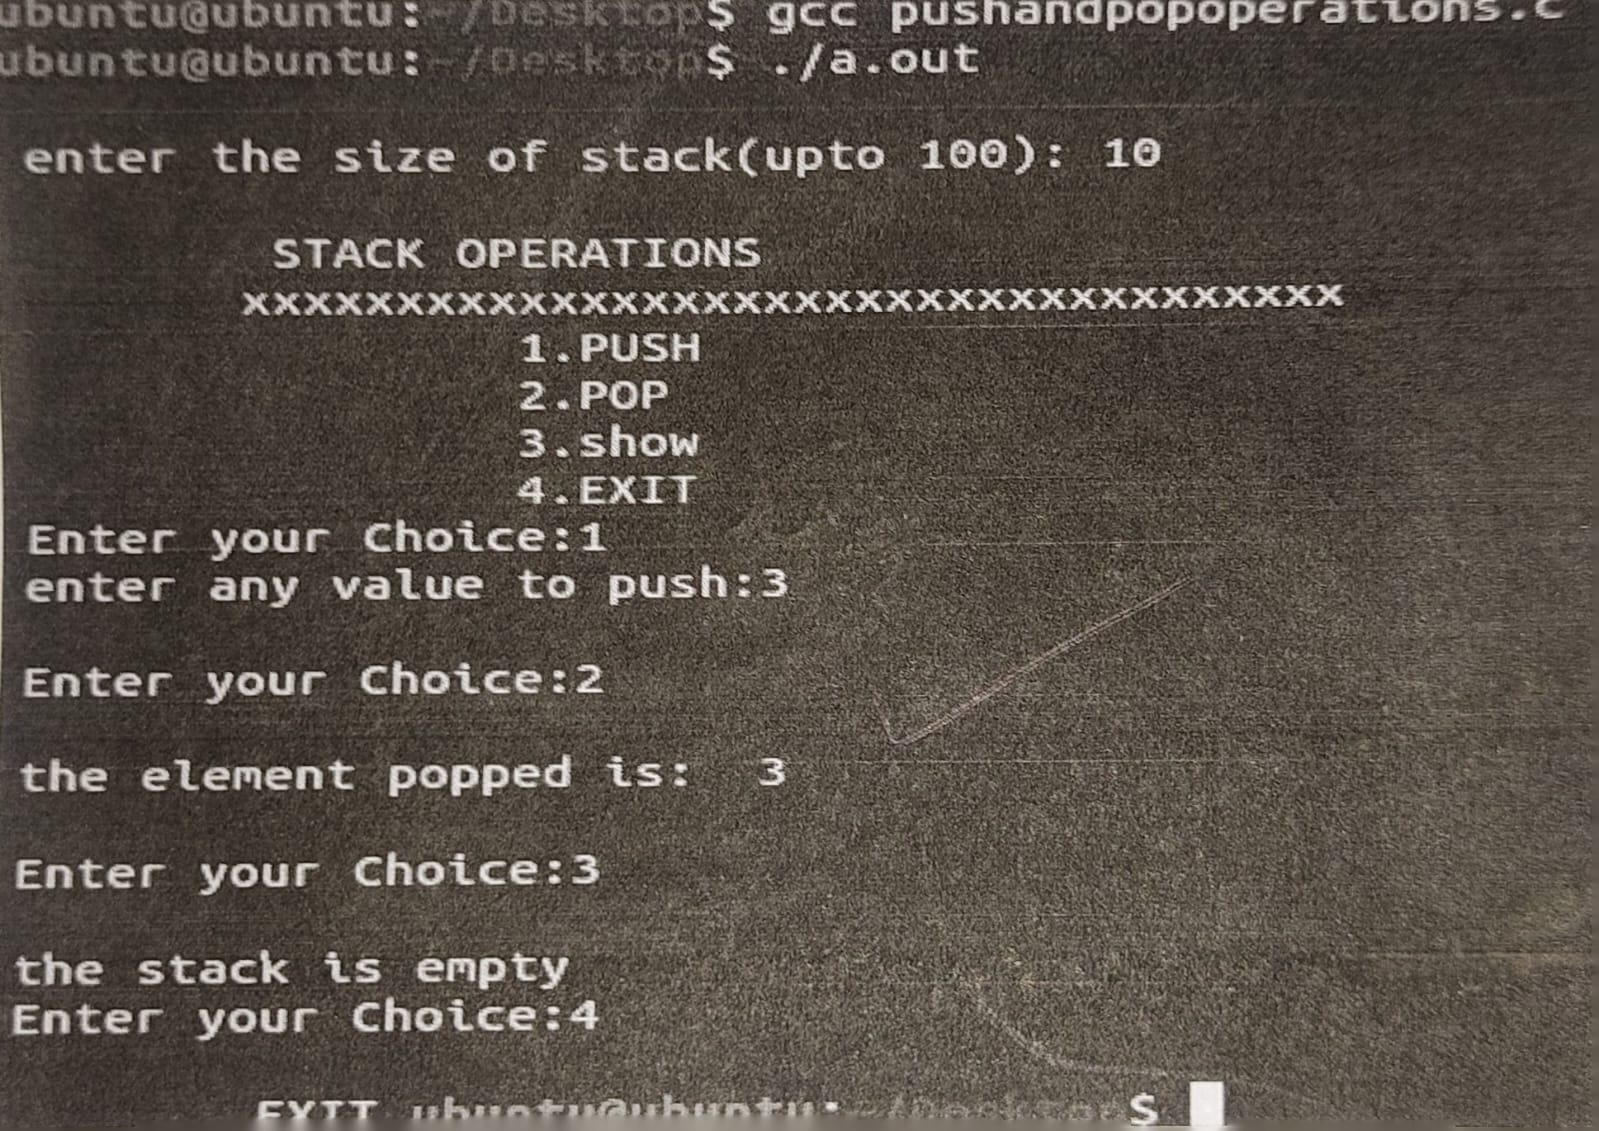 ubuntu@ubuntu:~/Desktop$ gcc pushandpopoperations.c
ubuntu@ubuntu:~/Desktop$ ./a.out
enter the size of stack(upto 100): 10
STACK OPERATIONS
xxxxxxxxxxxxxxxxxxxxxxxxxxxxxxxxxxxx
1.PUSH
2.POP
3.show
4.EXIT
Enter your Choice:1
enter any value to push:3
Enter your Choice:2
the element popped is:  3
Enter your Choice:3
the stack is empty
Enter your Choice:4
EXIT ubuntu@ubuntu:~/Desktop$